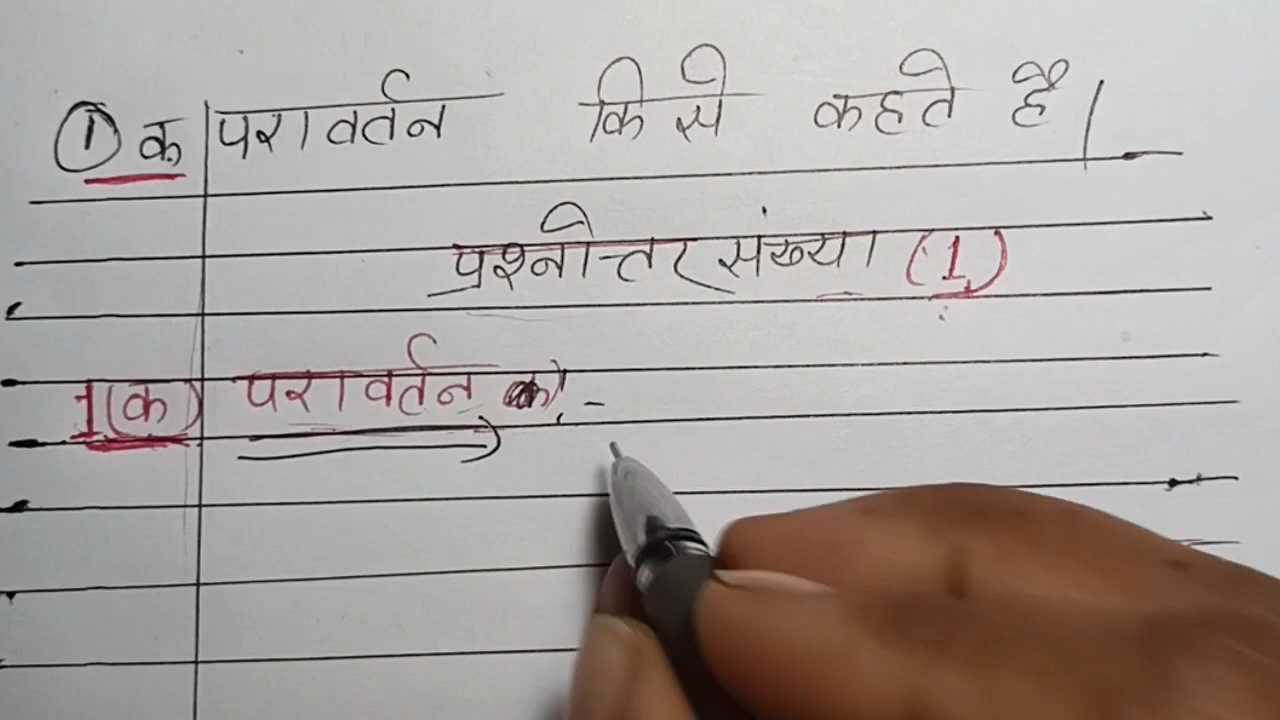 ① क परावर्तन किसे कहते है।
प्रश्नोत्तर संख्या (1)
1(क) परावर्तन :-